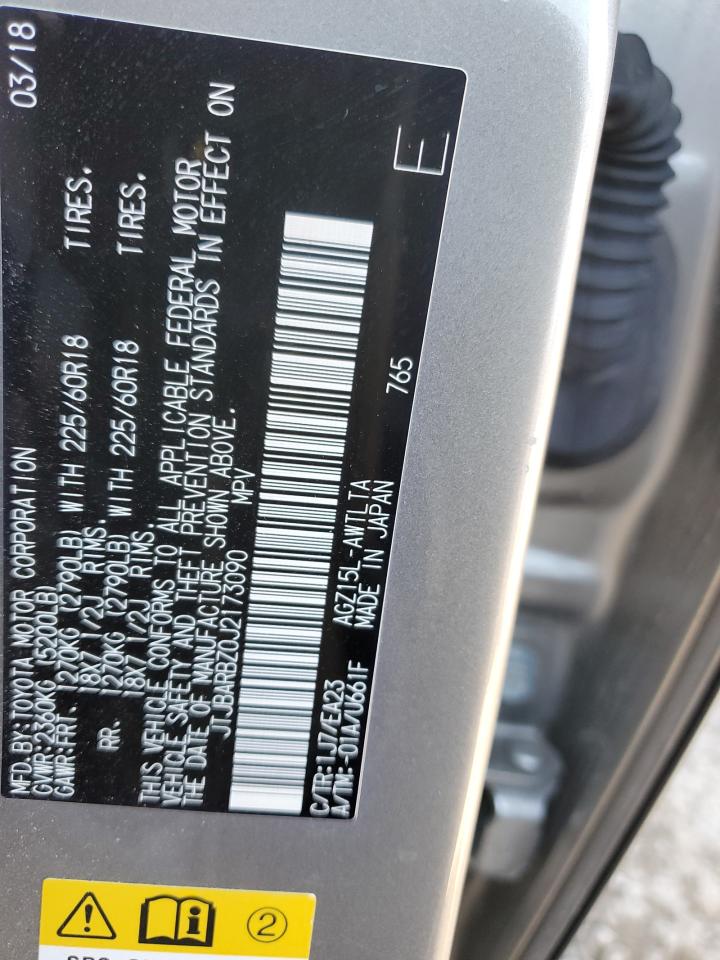 MFD. BY: TOYOTA MOTOR CORPORATION 03/18
GVWR: 2360KG (5200LB)
GAWR: FRT. 1270KG (2790LB) WITH 225/60R18 TIRES.
18X7 1/2J RIMS.
RR. 1270KG (2790LB) WITH 225/60R18 TIRES.
18X7 1/2J RIMS.
THIS VEHICLE CONFORMS TO ALL APPLICABLE FEDERAL MOTOR
VEHICLE SAFETY AND THEFT PREVENTION STANDARDS IN EFFECT ON
THE DATE OF MANUFACTURE SHOWN ABOVE.
JTJBARBZ0J2173090 MPV
C/TR: 1J7/EA23 AGZ15L-AWTLTA 765 E
A/TM: -01A/U661F MADE IN JAPAN
2